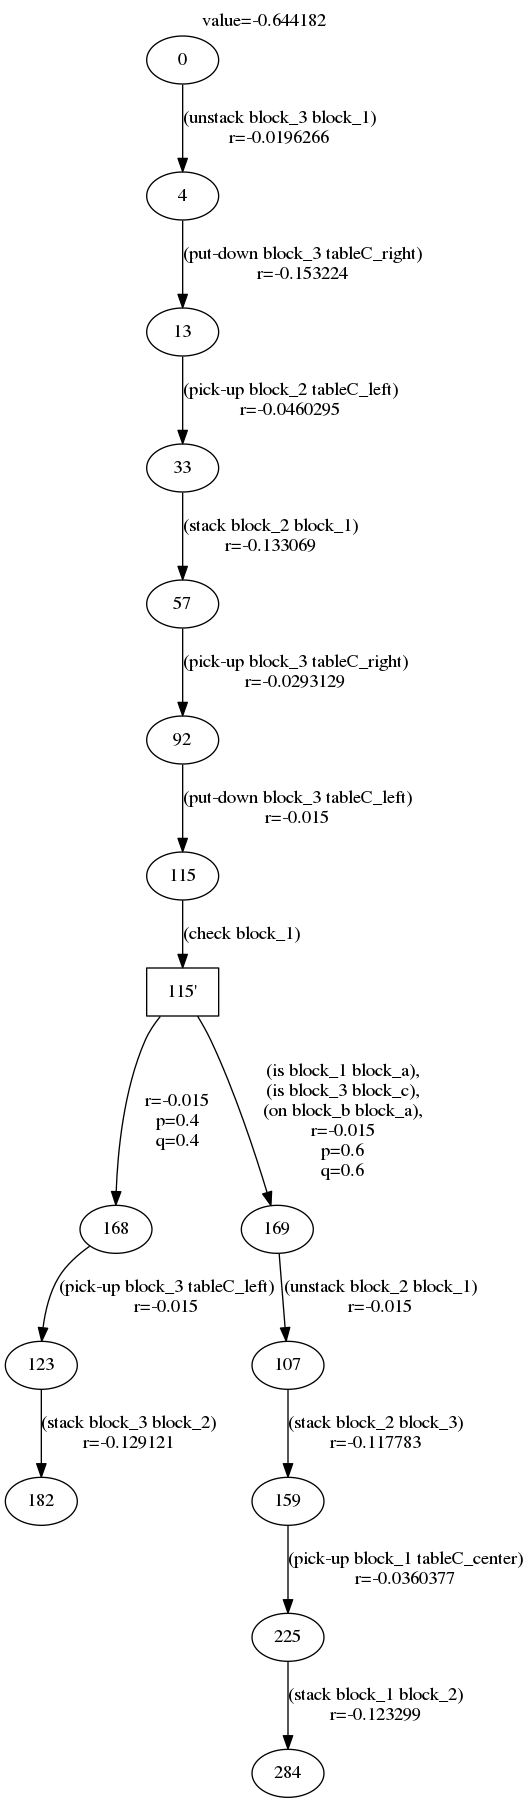 value=-0.644182
0
(unstack block_3 block_1)
r=-0.0196266
4
(put-down block_3 tableC_right)
r=-0.153224
13
(pick-up block_2 tableC_left)
r=-0.0460295
33
(stack block_2 block_1)
r=-0.133069
57
(pick-up block_3 tableC_right)
r=-0.0293129
92
(put-down block_3 tableC_left)
r=-0.015
115
(check block_1)
115'
r=-0.015
p=0.4
q=0.4
(is block_1 block_a),
(is block_3 block_c),
(on block_b block_a),
r=-0.015
p=0.6
q=0.6
168
169
(pick-up block_3 tableC_left)
r=-0.015
(unstack block_2 block_1)
r=-0.015
123
107
(stack block_3 block_2)
r=-0.129121
(stack block_2 block_3)
r=-0.117783
182
159
(pick-up block_1 tableC_center)
r=-0.0360377
225
(stack block_1 block_2)
r=-0.123299
284